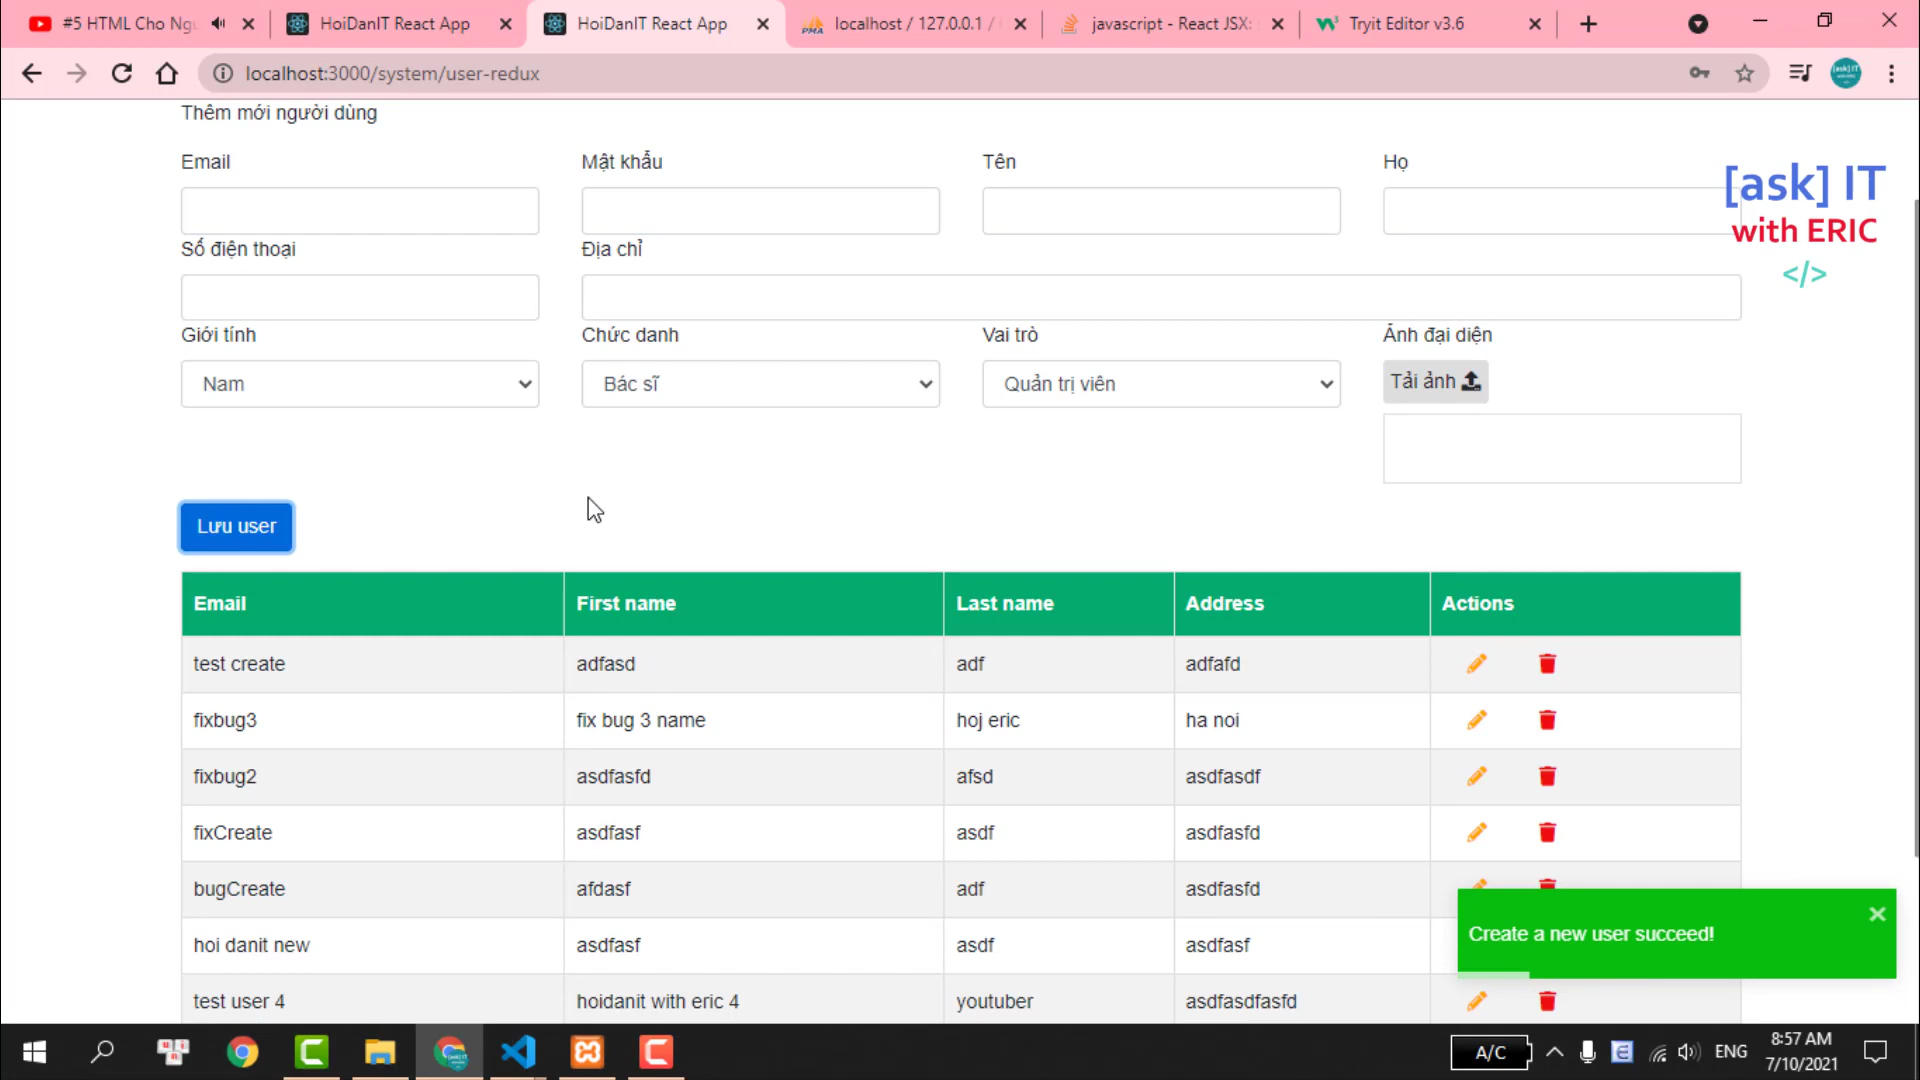 #5 HTML Cho Ng
HoiDanIT React App
HoiDanIT React App
localhost / 127.0.0.1 /
javascript - React JSX:
Tryit Editor v3.6
localhost:3000/system/user-redux
Thêm mới người dùng
Email
Mật khẩu
Tên
Họ
[ask] IT
with ERIC
</>
Số điện thoại
Địa chỉ
Giới tính
Chức danh
Vai trò
Ảnh đại diện
Nam
Bác sĩ
Quản trị viên
Tải ảnh
Lưu user
Email First name Last name Address Actions
test create adfasd adf adfafd
fixbug3 fix bug 3 name hoj eric ha noi
fixbug2 asdfasfd afsd asdfasdf
fixCreate asdfasf asdf asdfasfd
bugCreate afdasf adf asdfasfd
hoi danit new asdfasf asdf asdfasf
Create a new user succeed!
test user 4 hoidanit with eric 4 youtuber asdfasdfasfd
A/C
ENG
8:57 AM
7/10/2021